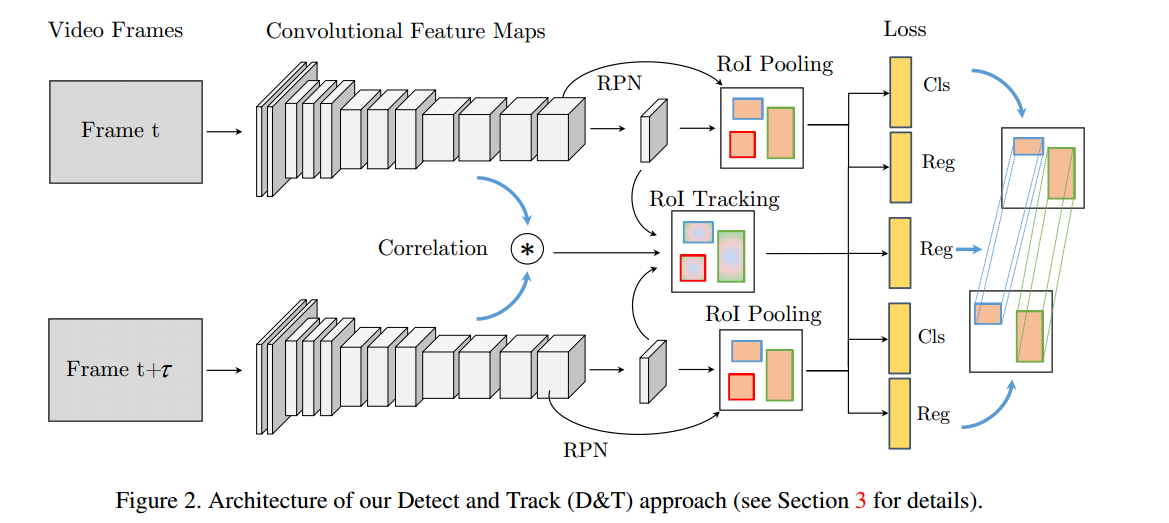 Video Frames
Convolutional Feature Maps
Loss
RoI Pooling
RPN
Cls
Frame t
Reg
RoI Tracking
Correlation
*
Reg
RoI Pooling
Cls
Frame t+τ
Reg
RPN
Figure 2. Architecture of our Detect and Track (D&T) approach (see Section 3 for details).